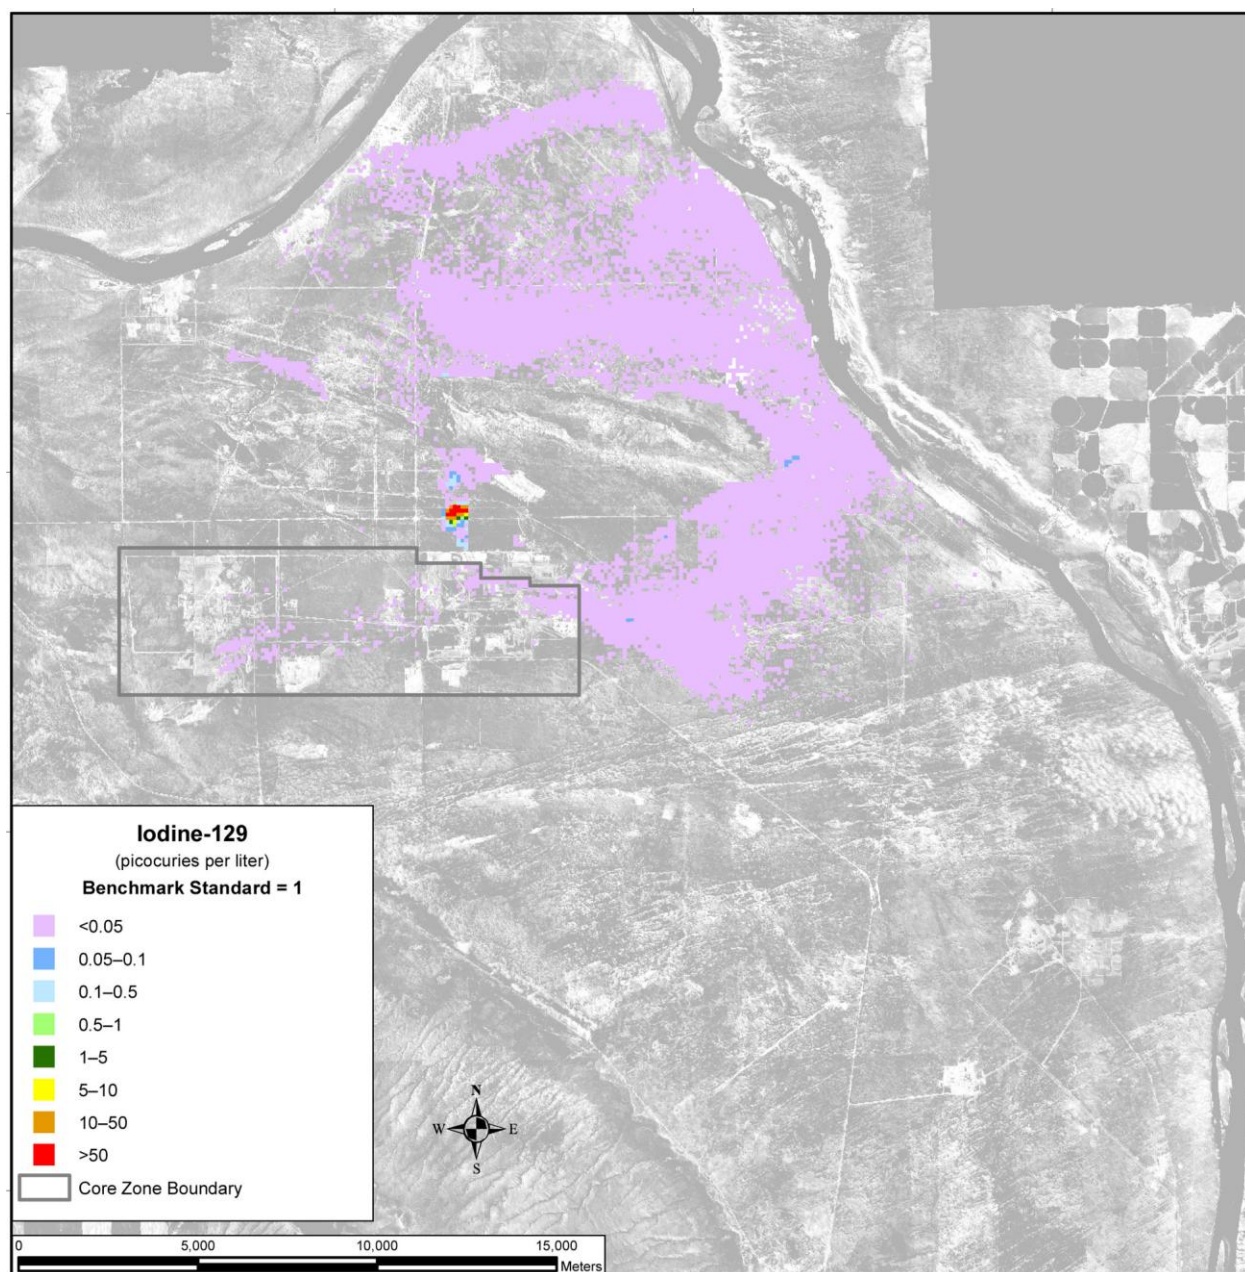 Iodine-129
(picocuries per liter)
Benchmark Standard = 1
<0.05
0.05–0.1
0.1–0.5
0.5–1
1–5
5–10
10–50
>50
Core Zone Boundary
N
W E
S
0 5,000 10,000 15,000
Meters